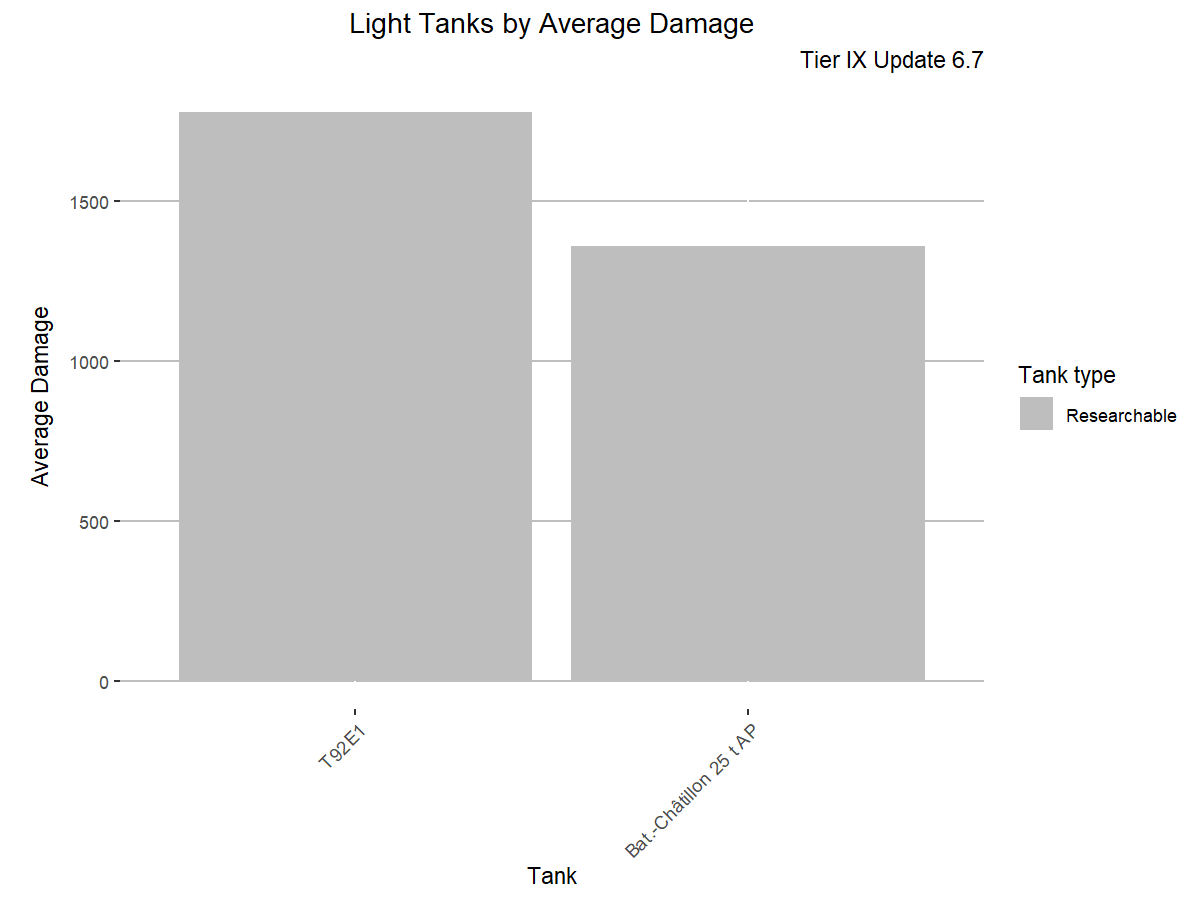 Light Tanks by Average Damage
Tier IX Update 6.7
1500
1000
500
0
Average Damage
T92E1
Bat.-Châtillon 25 t AP
Tank
Tank type
Researchable